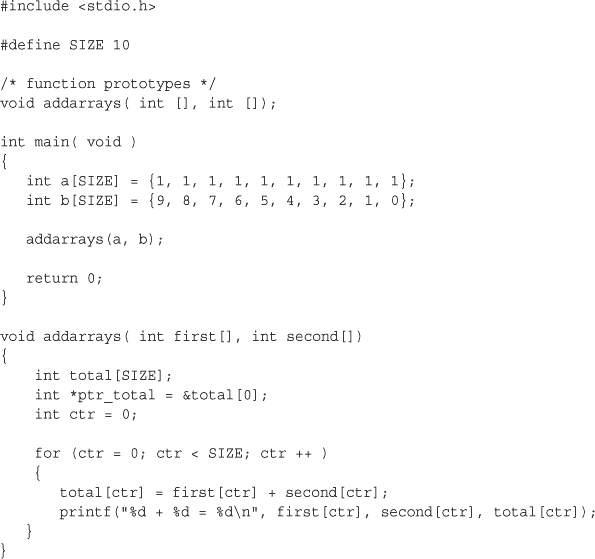 #include <stdio.h>

#define SIZE 10

/* function prototypes */
void addarrays( int [], int []);

int main( void )
{
   int a[SIZE] = {1, 1, 1, 1, 1, 1, 1, 1, 1, 1};
   int b[SIZE] = {9, 8, 7, 6, 5, 4, 3, 2, 1, 0};

   addarrays(a, b);

   return 0;
}

void addarrays( int first[], int second[])
{
    int total[SIZE];
    int *ptr_total = &total[0];
    int ctr = 0;

    for (ctr = 0; ctr < SIZE; ctr ++ )
    {
       total[ctr] = first[ctr] + second[ctr];
       printf("%d + %d = %d\n", first[ctr], second[ctr], total[ctr]);
   }
}